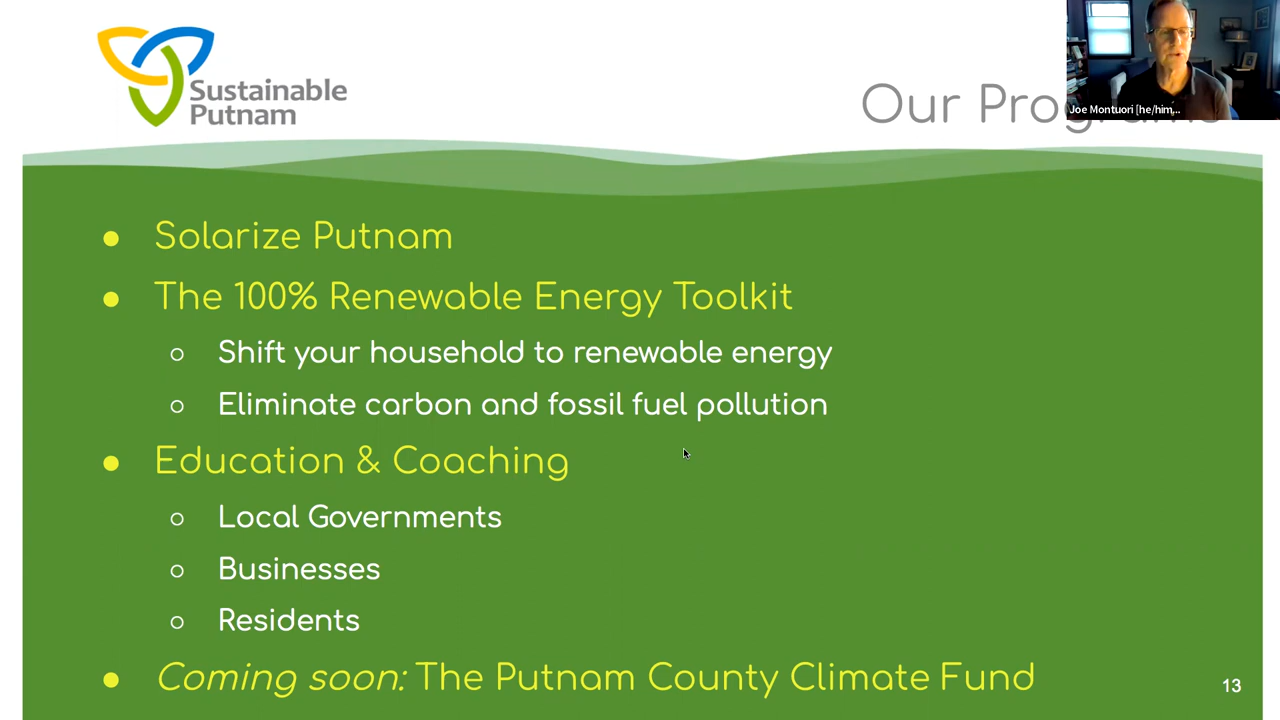 Sustainable
Putnam
Our Programs
Joe Montuori [he/him,...
● Solarize Putnam
● The 100% Renewable Energy Toolkit
○ Shift your household to renewable energy
○ Eliminate carbon and fossil fuel pollution
● Education & Coaching
○ Local Governments
○ Businesses
○ Residents
● Coming soon: The Putnam County Climate Fund
13